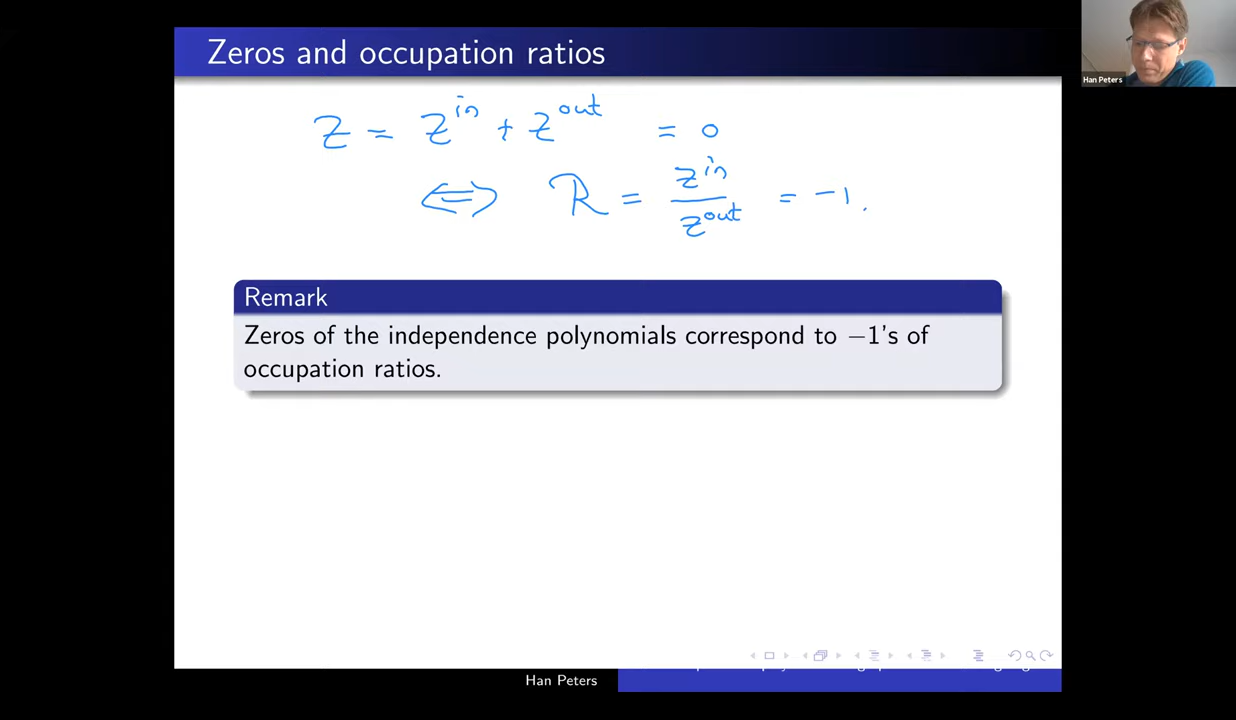 Zeros and occupation ratios
Z = Z^in + Z^out = 0
⟺ R = Z^in / Z^out = -1.
Remark
Zeros of the independence polynomials correspond to −1's of
occupation ratios.
Han Peters
Han Peters